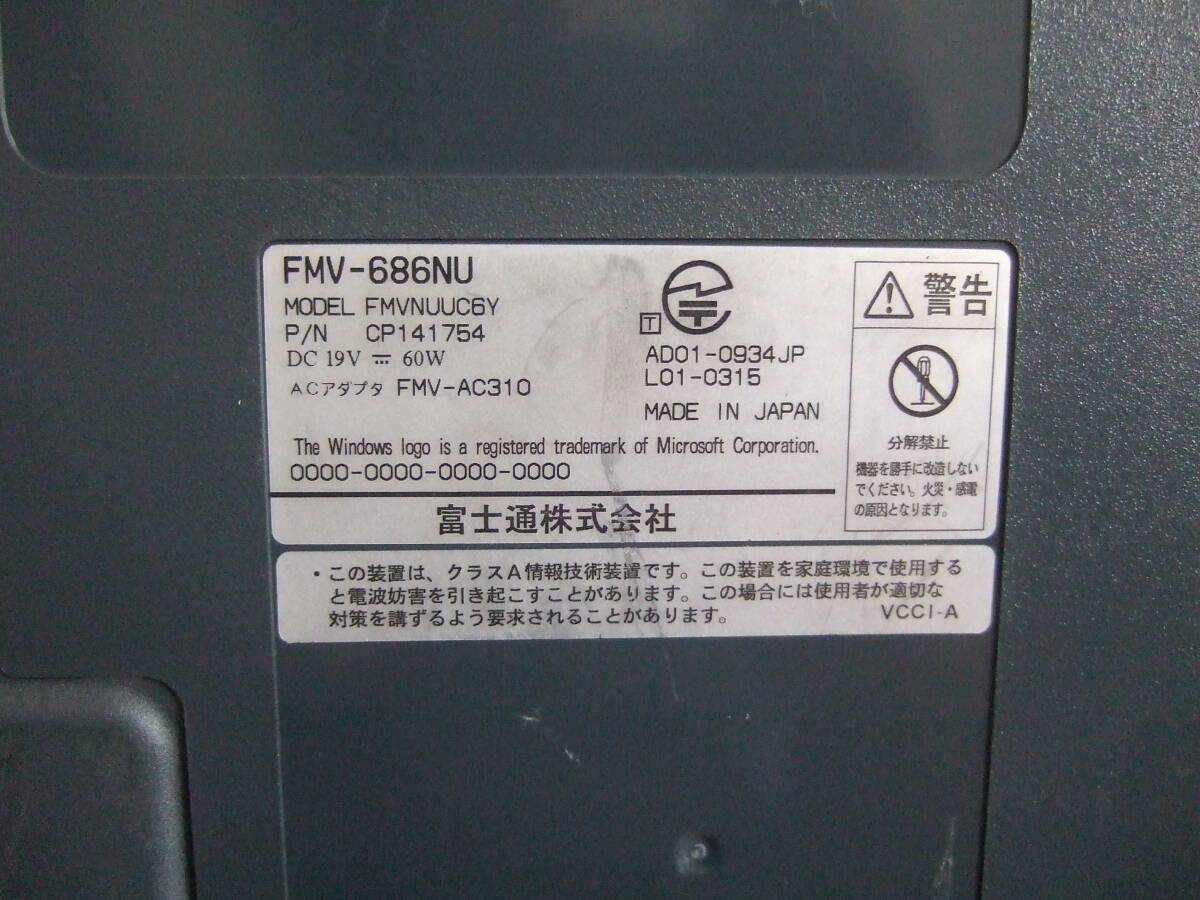 FMV-686NU
MODEL FMVNUUC6Y
P/N CP141754
DC 19V ⎓ 60W
ACアダプタ FMV-AC310
T
AD01-0934JP
L01-0315
MADE IN JAPAN
The Windows logo is a registered trademark of Microsoft Corporation.
0000-0000-0000-0000
富士通株式会社
警告
分解禁止
機器を勝手に改造しない
でください。火災・感電
の原因となります。
・この装置は、クラスA情報技術装置です。この装置を家庭環境で使用する
と電波妨害を引き起こすことがあります。この場合には使用者が適切な
対策を講ずるよう要求されることがあります。 VCCI-A